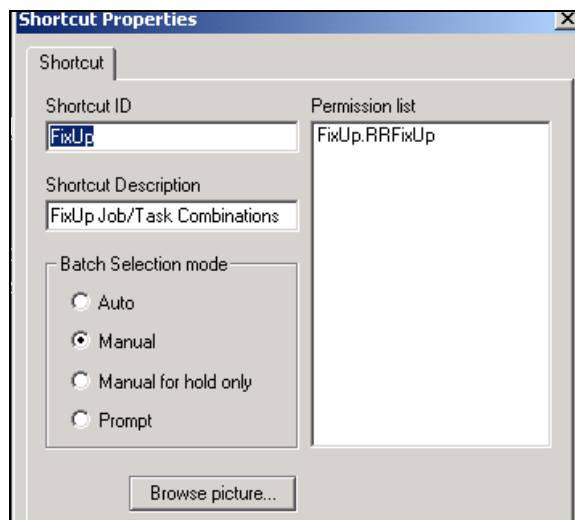 Shortcut Properties
Shortcut
Shortcut ID
FixUp
Shortcut Description
FixUp Job/Task Combinations
Batch Selection mode
Auto
Manual
Manual for hold only
Prompt
Browse picture...
Permission list
FixUp.RRFixUp